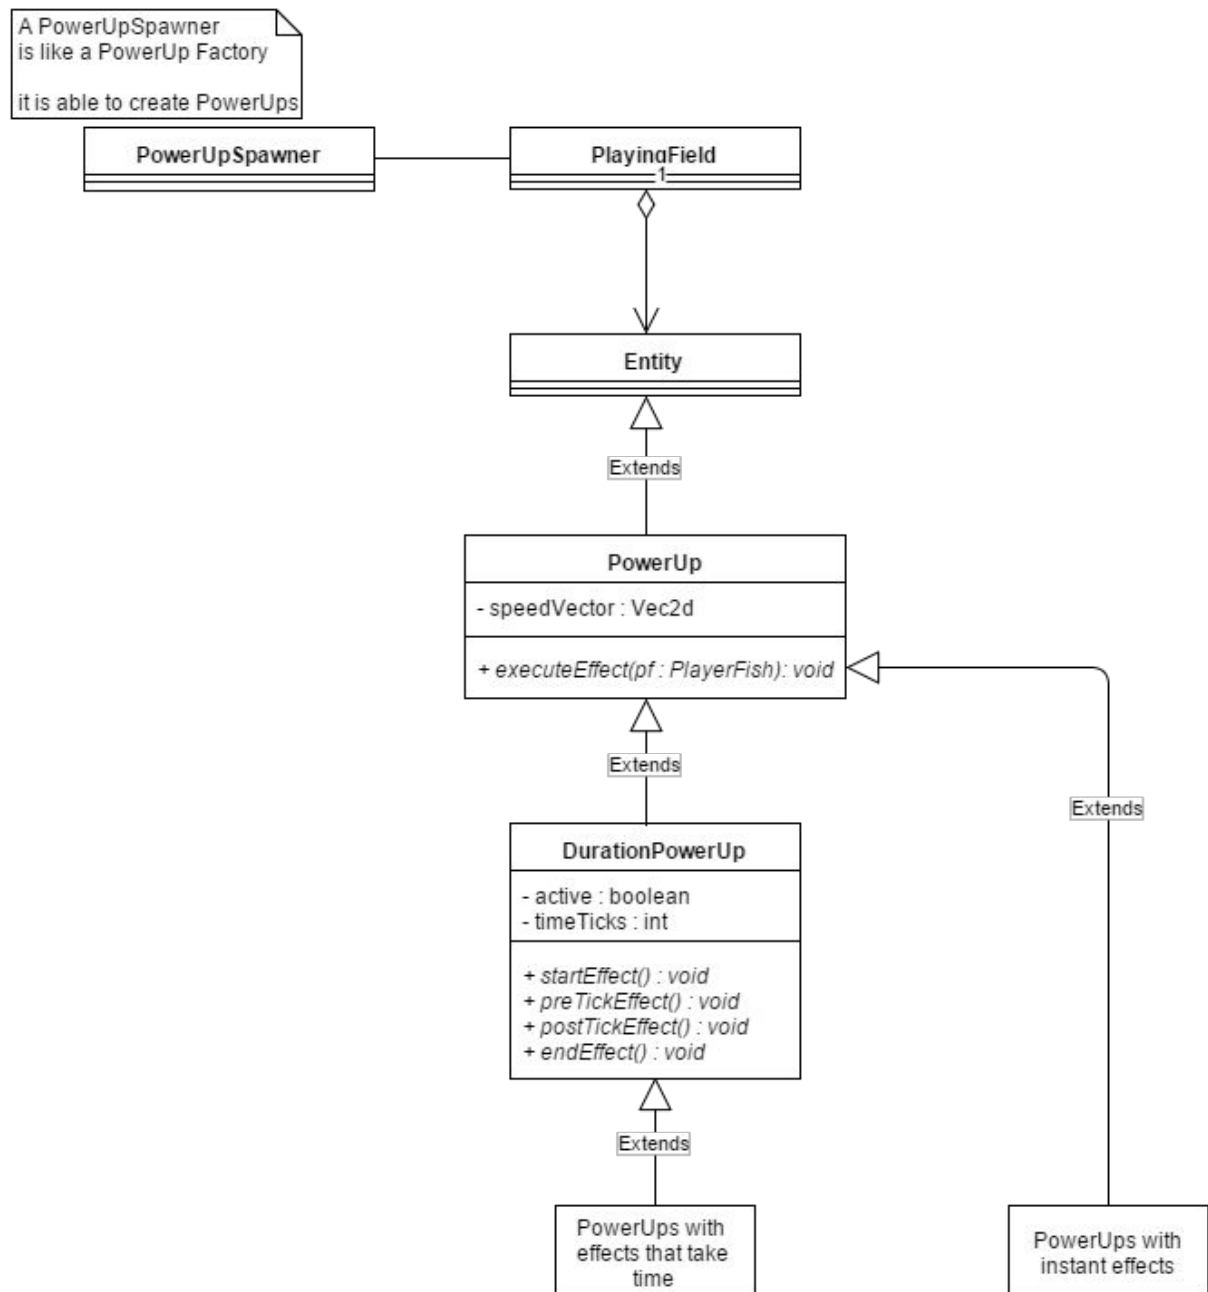 A PowerUpSpawner
is like a PowerUp Factory
it is able to create PowerUps
PowerUpSpawner
PlayingField
1
Entity
Extends
PowerUp
- speedVector : Vec2d
+ executeEffect(pf : PlayerFish): void
Extends
Extends
DurationPowerUp
- active : boolean
- timeTicks : int
+ startEffect() : void
+ preTickEffect() : void
+ postTickEffect() : void
+ endEffect() : void
Extends
PowerUps with
effects that take
time
PowerUps with
instant effects